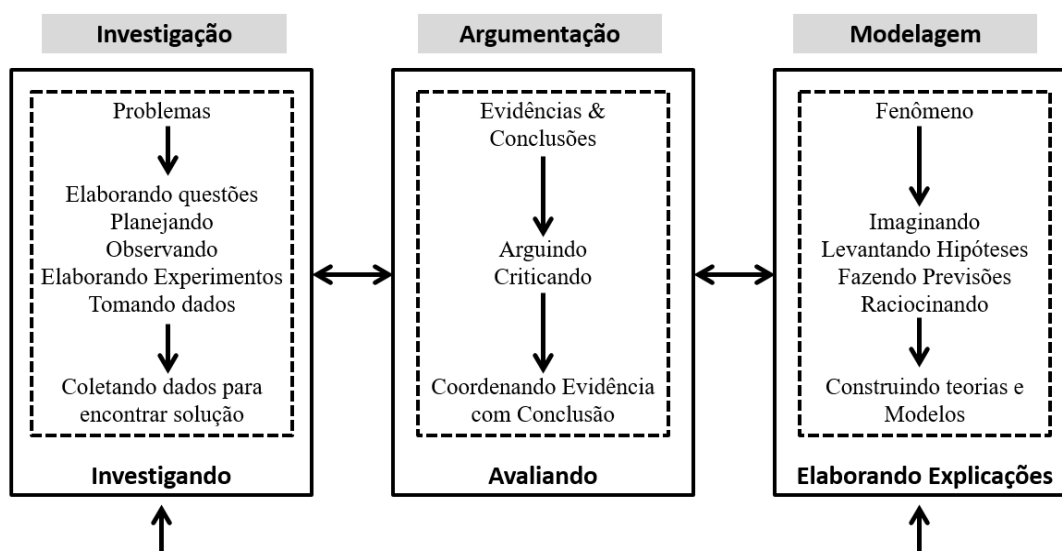 Investigação
Argumentação
Modelagem
Problemas
Elaborando questões
Planejando
Observando
Elaborando Experimentos
Tomando dados
Coletando dados para
encontrar solução
Investigando
Evidências &
Conclusões
Arguindo
Criticando
Coordenando Evidência
com Conclusão
Avaliando
Fenômeno
Imaginando
Levantando Hipóteses
Fazendo Previsões
Raciocinando
Construindo teorias e
Modelos
Elaborando Explicações